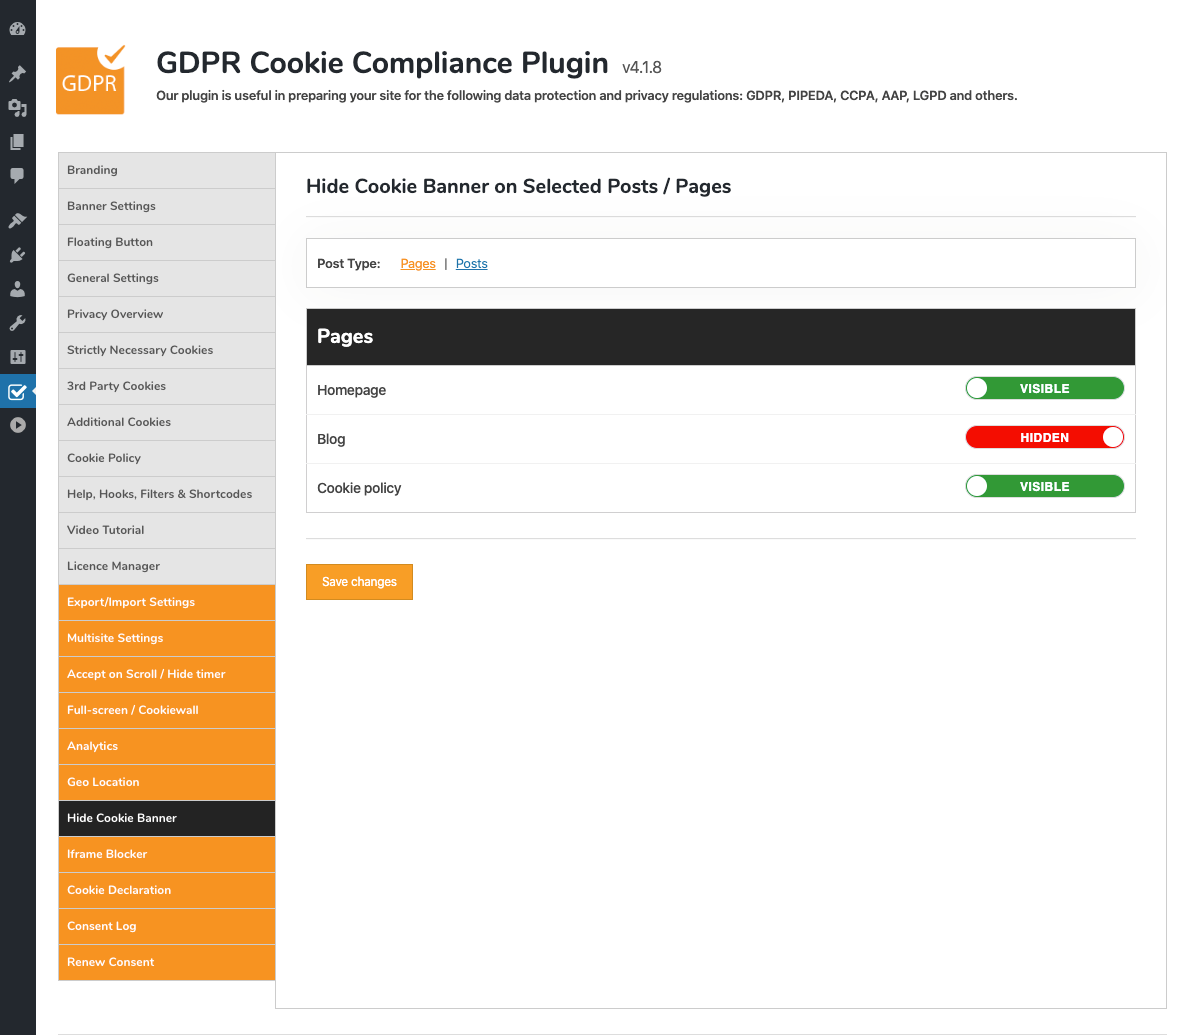 GDPR
GDPR Cookie Compliance Plugin v4.1.8
Our plugin is useful in preparing your site for the following data protection and privacy regulations: GDPR, PIPEDA, CCPA, AAP, LGPD and others.
Branding
Banner Settings
Floating Button
General Settings
Privacy Overview
Strictly Necessary Cookies
3rd Party Cookies
Additional Cookies
Cookie Policy
Help, Hooks, Filters & Shortcodes
Video Tutorial
Licence Manager
Export/Import Settings
Multisite Settings
Accept on Scroll / Hide timer
Full-screen / Cookiewall
Analytics
Geo Location
Hide Cookie Banner
Iframe Blocker
Cookie Declaration
Consent Log
Renew Consent
Hide Cookie Banner on Selected Posts / Pages
Post Type: Pages | Posts
Pages
Homepage VISIBLE
Blog HIDDEN
Cookie policy VISIBLE
Save changes